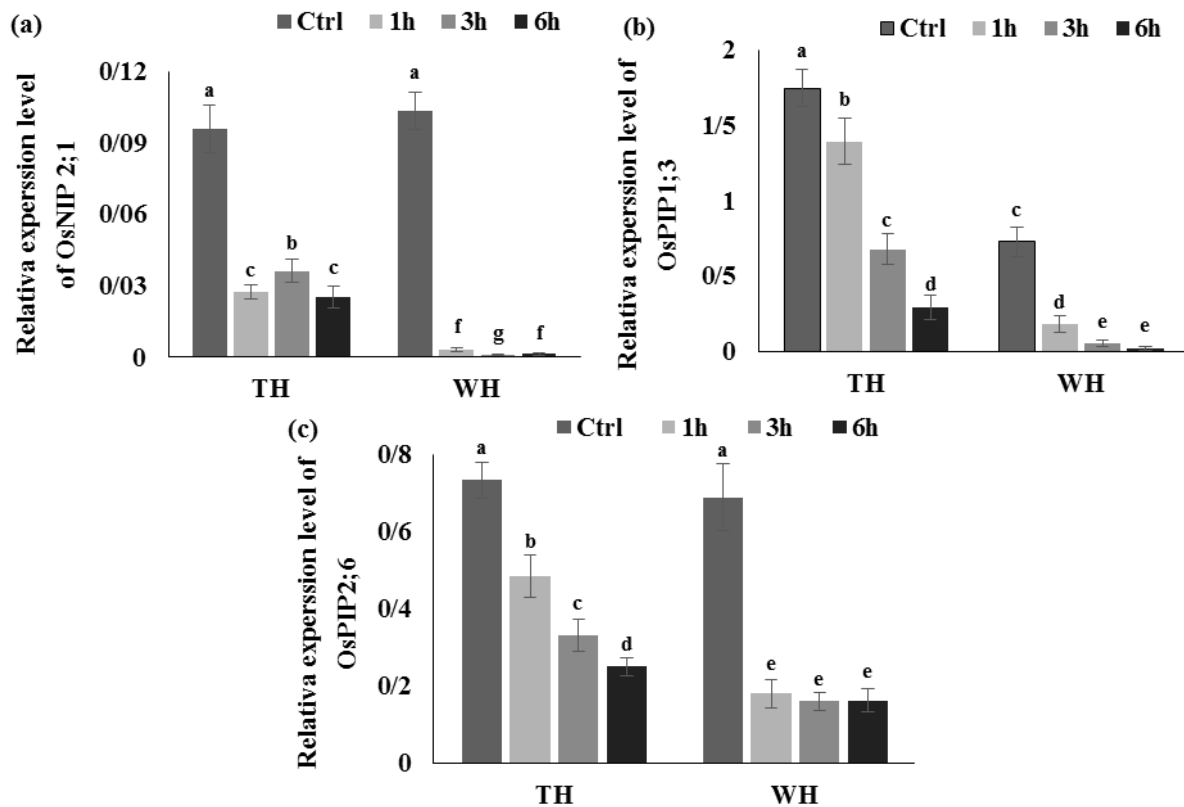 (a)
Ctrl 1h 3h 6h
Relativa experssion level
of OsNIP 2;1
0/12
0/09
0/06
0/03
0
a
c
b
c
a
f
g
f
TH WH
(b)
Ctrl 1h 3h 6h
Relativa experssion level of
OsPIP1;3
2
1/5
1
0/5
0
a
b
c
d
c
d
e
e
TH WH
(c)
Ctrl 1h 3h 6h
Relativa experssion level of
OsPIP2;6
0/8
0/6
0/4
0/2
0
a
b
c
d
a
e
e
e
TH WH